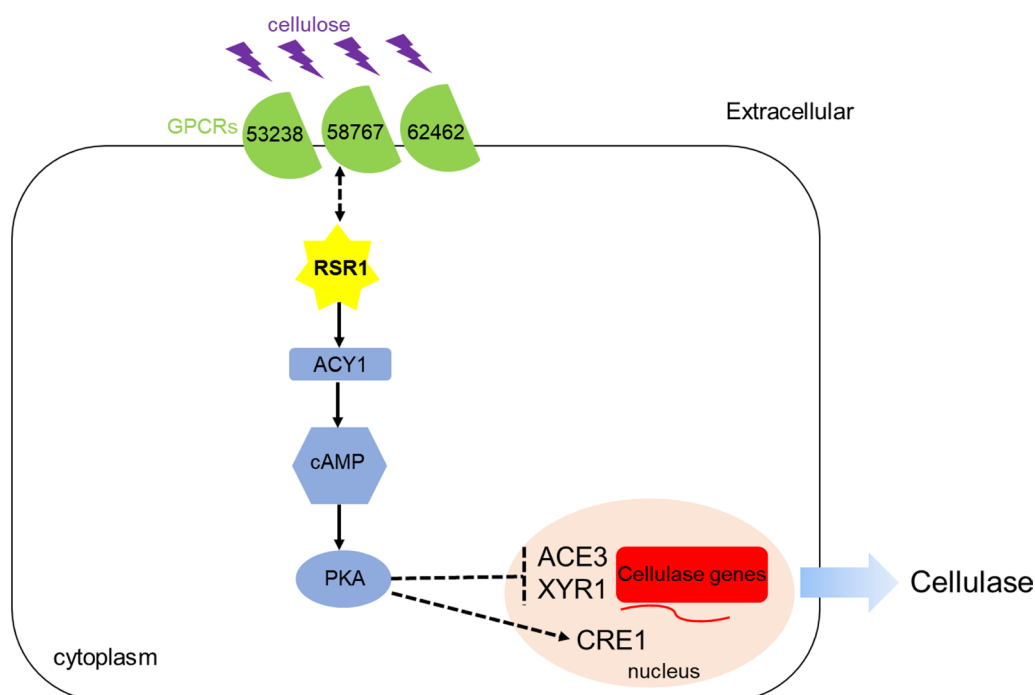 cellulose
Extracellular
GPCRs
53238
58767
62462
RSR1
ACY1
cAMP
PKA
ACE3
XYR1
Cellulase genes
Cellulase
CRE1
nucleus
cytoplasm